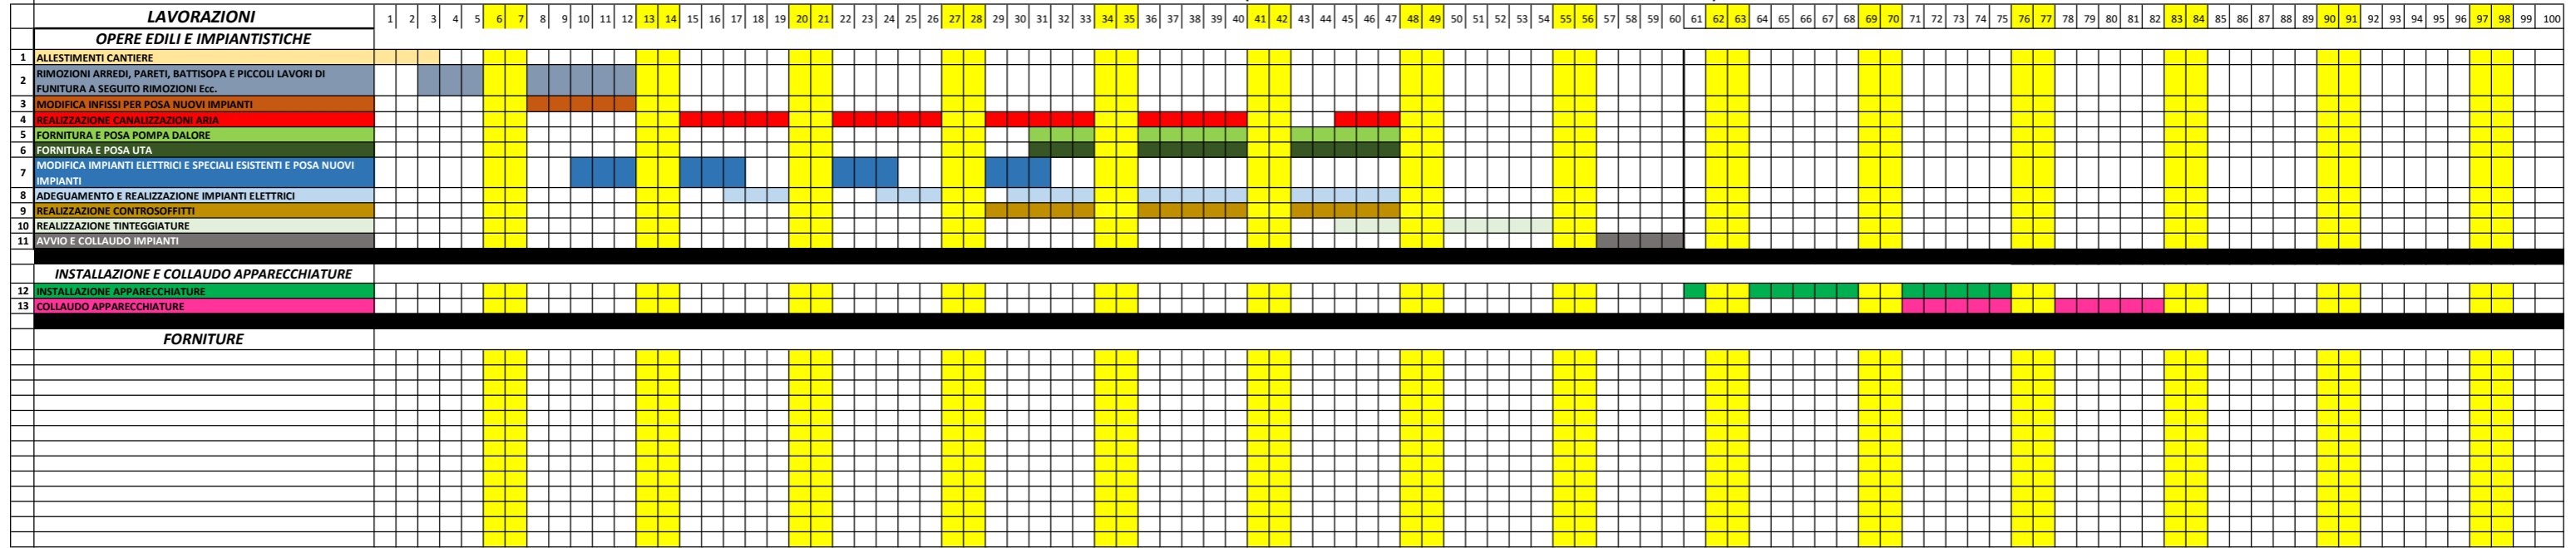 LAVORAZIONI 1 2 3 4 5 6 7 8 9 10 11 12 13 14 15 16 17 18 19 20 21 22 23 24 25 26 27 28 29 30 31 32 33 34 35 36 37 38 39 40 41 42 43 44 45 46 47 48 49 50 51 52 53 54 55 56 57 58 59 60 61 62 63 64 65 66 67 68 69 70 71 72 73 74 75 76 77 78 79 80 81 82 83 84 85 86 87 88 89 90 91 92 93 94 95 96 97 98 99 100
OPERE EDILI E IMPIANTISTICHE
1 ALLESTIMENTI CANTIERE
2 RIMOZIONI ARREDI, PARETI, BATTISOPA E PICCOLI LAVORI DI
FUNITURA A SEGUITO RIMOZIONI Ecc.
3 MODIFICA INFISSI PER POSA NUOVI IMPIANTI
4 REALIZZAZIONE CANALIZZAZIONI ARIA
5 FORNITURA E POSA POMPA DALORE
6 FORNITURA E POSA UTA
7 MODIFICA IMPIANTI ELETTRICI E SPECIALI ESISTENTI E POSA NUOVI
IMPIANTI
8 ADEGUAMENTO E REALIZZAZIONE IMPIANTI ELETTRICI
9 REALIZZAZIONE CONTROSOFFITTI
10 REALIZZAZIONE TINTEGGIATURE
11 AVVIO E COLLAUDO IMPIANTI
INSTALLAZIONE E COLLAUDO APPARECCHIATURE
12 INSTALLAZIONE APPARECCHIATURE
13 COLLAUDO APPARECCHIATURE
FORNITURE